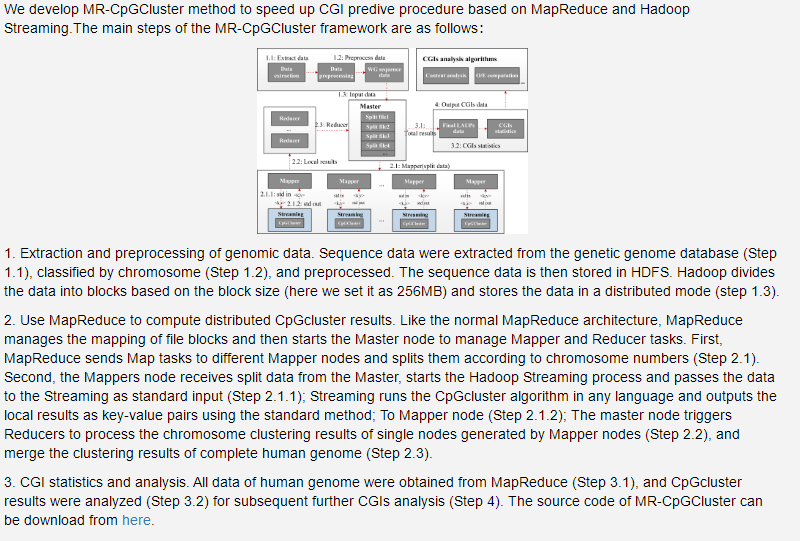 We develop MR-CpGCluster method to speed up CGI predive procedure based on MapReduce and Hadoop
Streaming.The main steps of the MR-CpGCluster framework are as follows:
1.1: Extract data
1.2: Preprocess data
CGIs analysis algorithms
Data
extraction
Data
preprocessing
WG sequence
data
Content analysis
O/E computation
1.3: Input data
Master
4: Output CGIs data
Reducer
...
Reducer
2.3: Reducer
Split file1
Split file2
Split file3
Split file4
3.1:
Total results
Final LAUPs
data
CGIs
statistics
3.2: CGIs statistics
2.2: Local results
2.1: Mapper(split data)
Mapper
Mapper
...
Mapper
Mapper
2.1.1: std in
2.1.2: std out
std in
std out
std in
std out
std in
std out
Streaming
CpGCluster
Streaming
CpGCluster
...
Streaming
CpGCluster
Streaming
CpGCluster
1. Extraction and preprocessing of genomic data. Sequence data were extracted from the genetic genome database (Step
1.1), classified by chromosome (Step 1.2), and preprocessed. The sequence data is then stored in HDFS. Hadoop divides
the data into blocks based on the block size (here we set it as 256MB) and stores the data in a distributed mode (step 1.3).
2. Use MapReduce to compute distributed CpGcluster results. Like the normal MapReduce architecture, MapReduce
manages the mapping of file blocks and then starts the Master node to manage Mapper and Reducer tasks. First,
MapReduce sends Map tasks to different Mapper nodes and splits them according to chromosome numbers (Step 2.1).
Second, the Mappers node receives split data from the Master, starts the Hadoop Streaming process and passes the data
to the Streaming as standard input (Step 2.1.1); Streaming runs the CpGcluster algorithm in any language and outputs the
local results as key-value pairs using the standard method; To Mapper node (Step 2.1.2); The master node triggers
Reducers to process the chromosome clustering results of single nodes generated by Mapper nodes (Step 2.2), and
merge the clustering results of complete human genome (Step 2.3).
3. CGI statistics and analysis. All data of human genome were obtained from MapReduce (Step 3.1), and CpGcluster
results were analyzed (Step 3.2) for subsequent further CGIs analysis (Step 4). The source code of MR-CpGCluster can
be download from here.